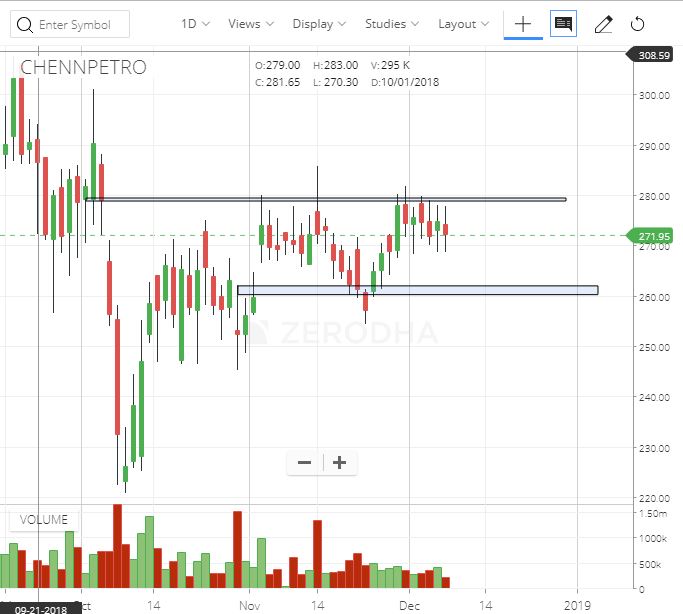 Enter Symbol 1D Views Display Studies Layout
308.59
CHENNPETRO O: 279.00 H: 283.00 V: 295 K
C: 281.65 L: 270.30 D: 10/01/2018
300.00
290.00
280.00
271.95
270.00
260.00
ZERODHA
250.00
240.00
230.00
220.00
VOLUME 1.50m
1000k
500k
09-21-2018 14 Nov 14 Dec 14 2019